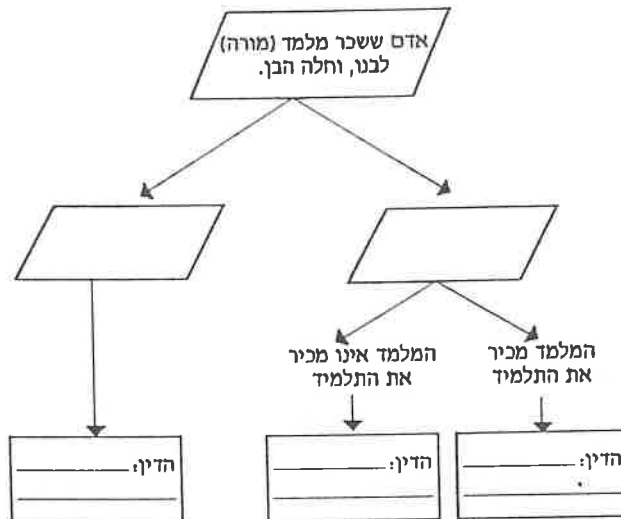 אדם ששכר מלמד (מורה)
לבנו, וחלה הבן.
המלמד מכיר
את התלמיד
המלמד אינו מכיר
את התלמיד
הדין:
הדין:
הדין: